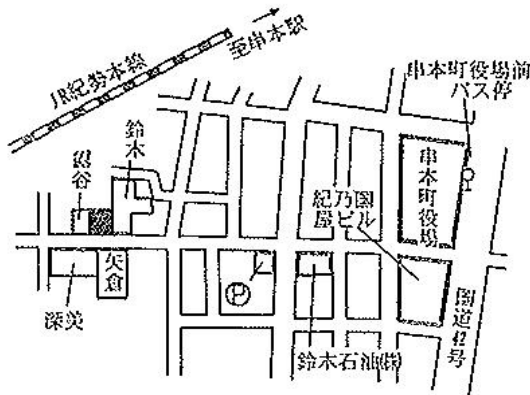 JR紀勢本線
至串本駅
串本町役場前
バス停
鈴木
串本町役場
紀乃国
屋ビル
矢倉
深美
P
鈴木石油㈱
国道42号